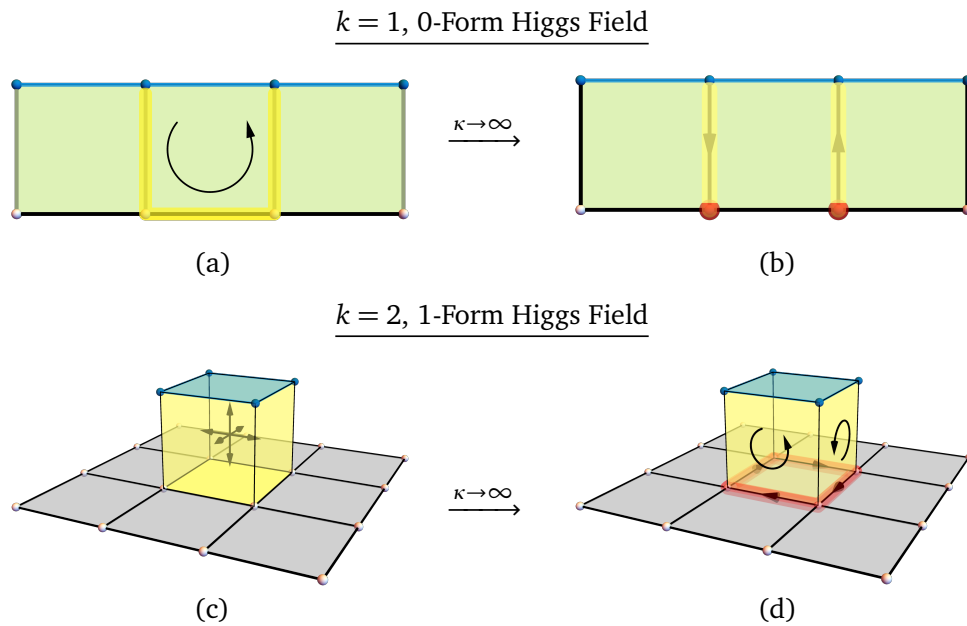 k = 1, 0-Form Higgs Field
κ→∞
(a)
(b)
k = 2, 1-Form Higgs Field
κ→∞
(c)
(d)